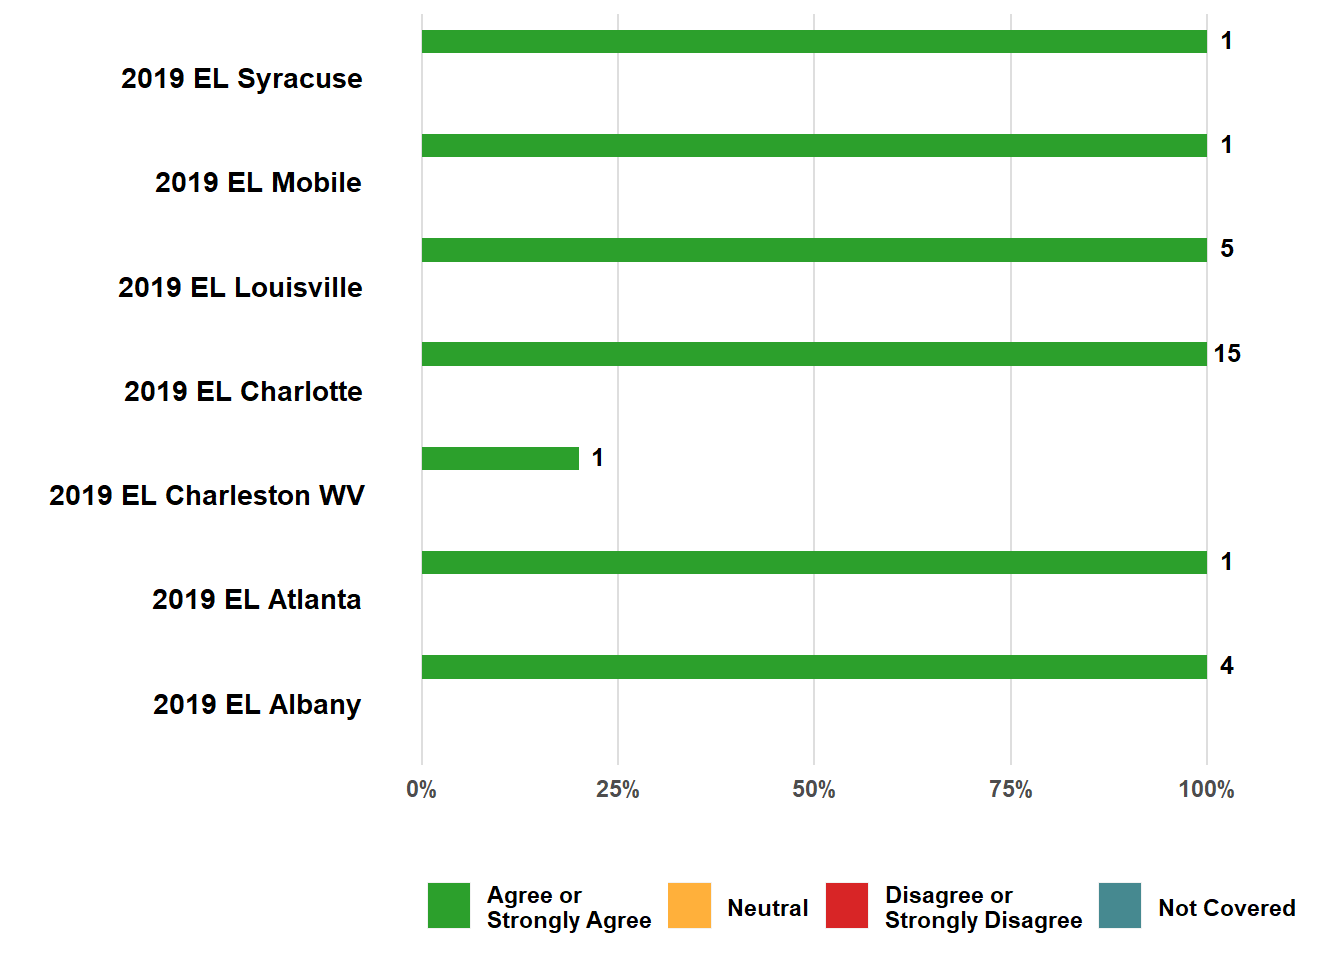 1
2019 EL Syracuse
1
2019 EL Mobile
5
2019 EL Louisville
15
2019 EL Charlotte
1
2019 EL Charleston WV
1
2019 EL Atlanta
4
2019 EL Albany
0% 25% 50% 75% 100%
Agree or
Strongly Agree
Neutral
Disagree or
Strongly Disagree
Not Covered